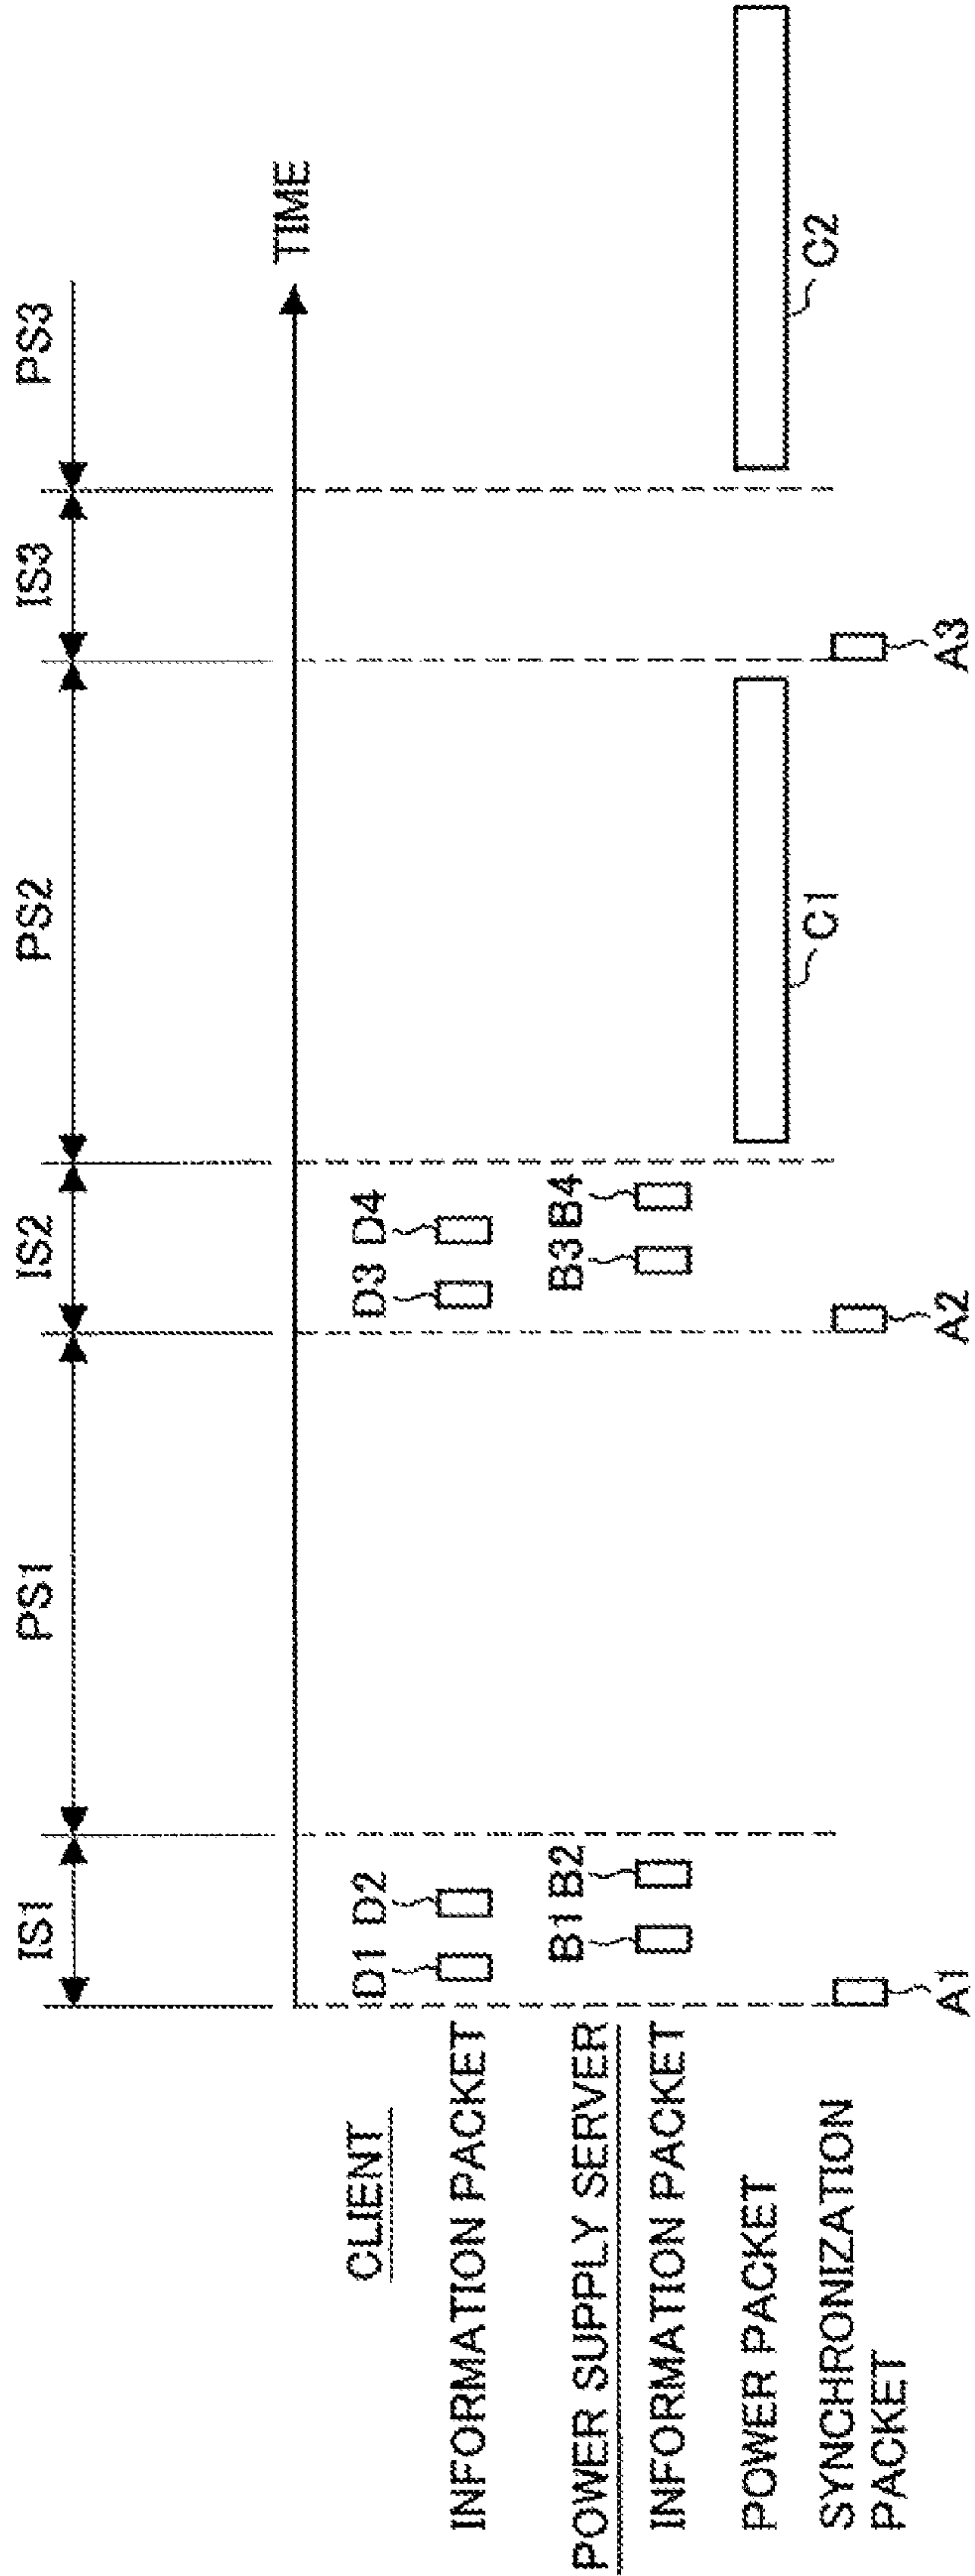 IS1 PS1 IS2 PS2 IS3 PS3
TIME
CLIENT
D1 D2 D3 D4
INFORMATION PACKET
POWER SUPPLY SERVER
B1 B2 B3 B4
INFORMATION PACKET
POWER PACKET
C1 C2
SYNCHRONIZATION
PACKET
A1 A2 A3